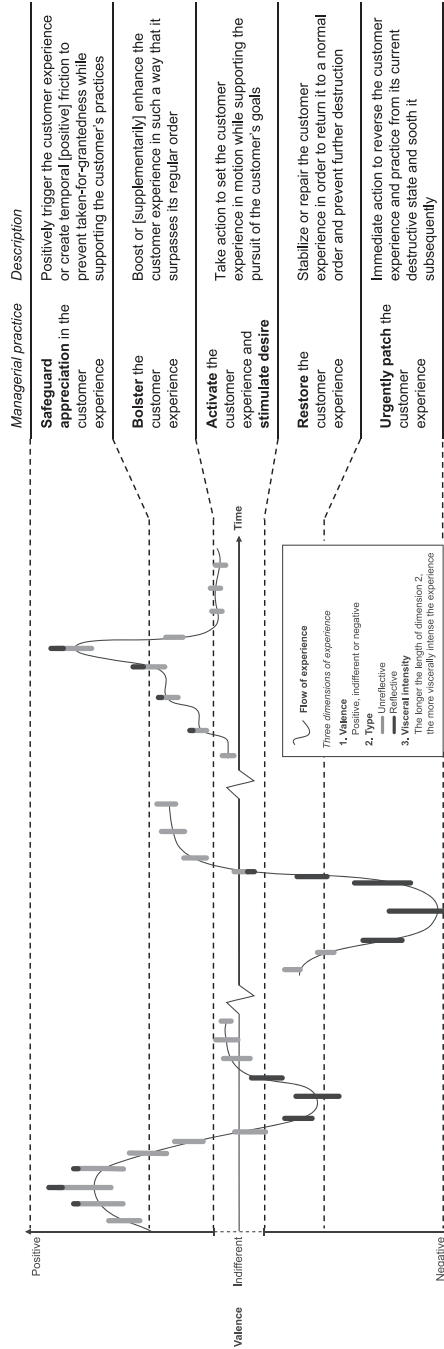 Managerial practice
Description
Safeguard
appreciation in the
customer
experience
Positively trigger the customer experience
or create temporal [positive] friction to
prevent taken-for-grantedness while
supporting the customer's practices
Bolster the
customer
experience
Boost or [supplementarily] enhance the
customer experience in such a way that it
surpasses its regular order
Activate the
customer
experience and
stimulate desire
Take action to set the customer
experience in motion while supporting the
pursuit of the customer's goals
Restore the
customer
experience
Stabilize or repair the customer
experience in order to return it to a normal
order and prevent further destruction
Urgently patch the
customer
experience
Immediate action to reverse the customer
experience and practice from its current
destructive state and sooth it
subsequently
Positive
Valence
Indifferent
Negative
Time
Flow of experience
Three dimensions of experience
1. Valence
Positive, indifferent or negative
2. Type
Unreflective
Reflective
3. Visceral intensity
The longer the length of dimension 2,
the more viscerally intense the experience